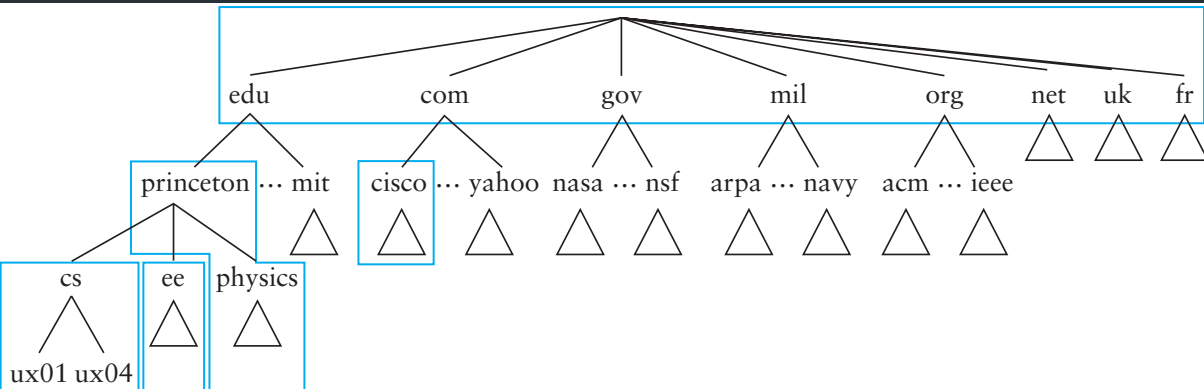 edu com gov mil org net uk fr
princeton … mit cisco … yahoo nasa … nsf arpa … navy acm … ieee
cs ee physics
ux01 ux04